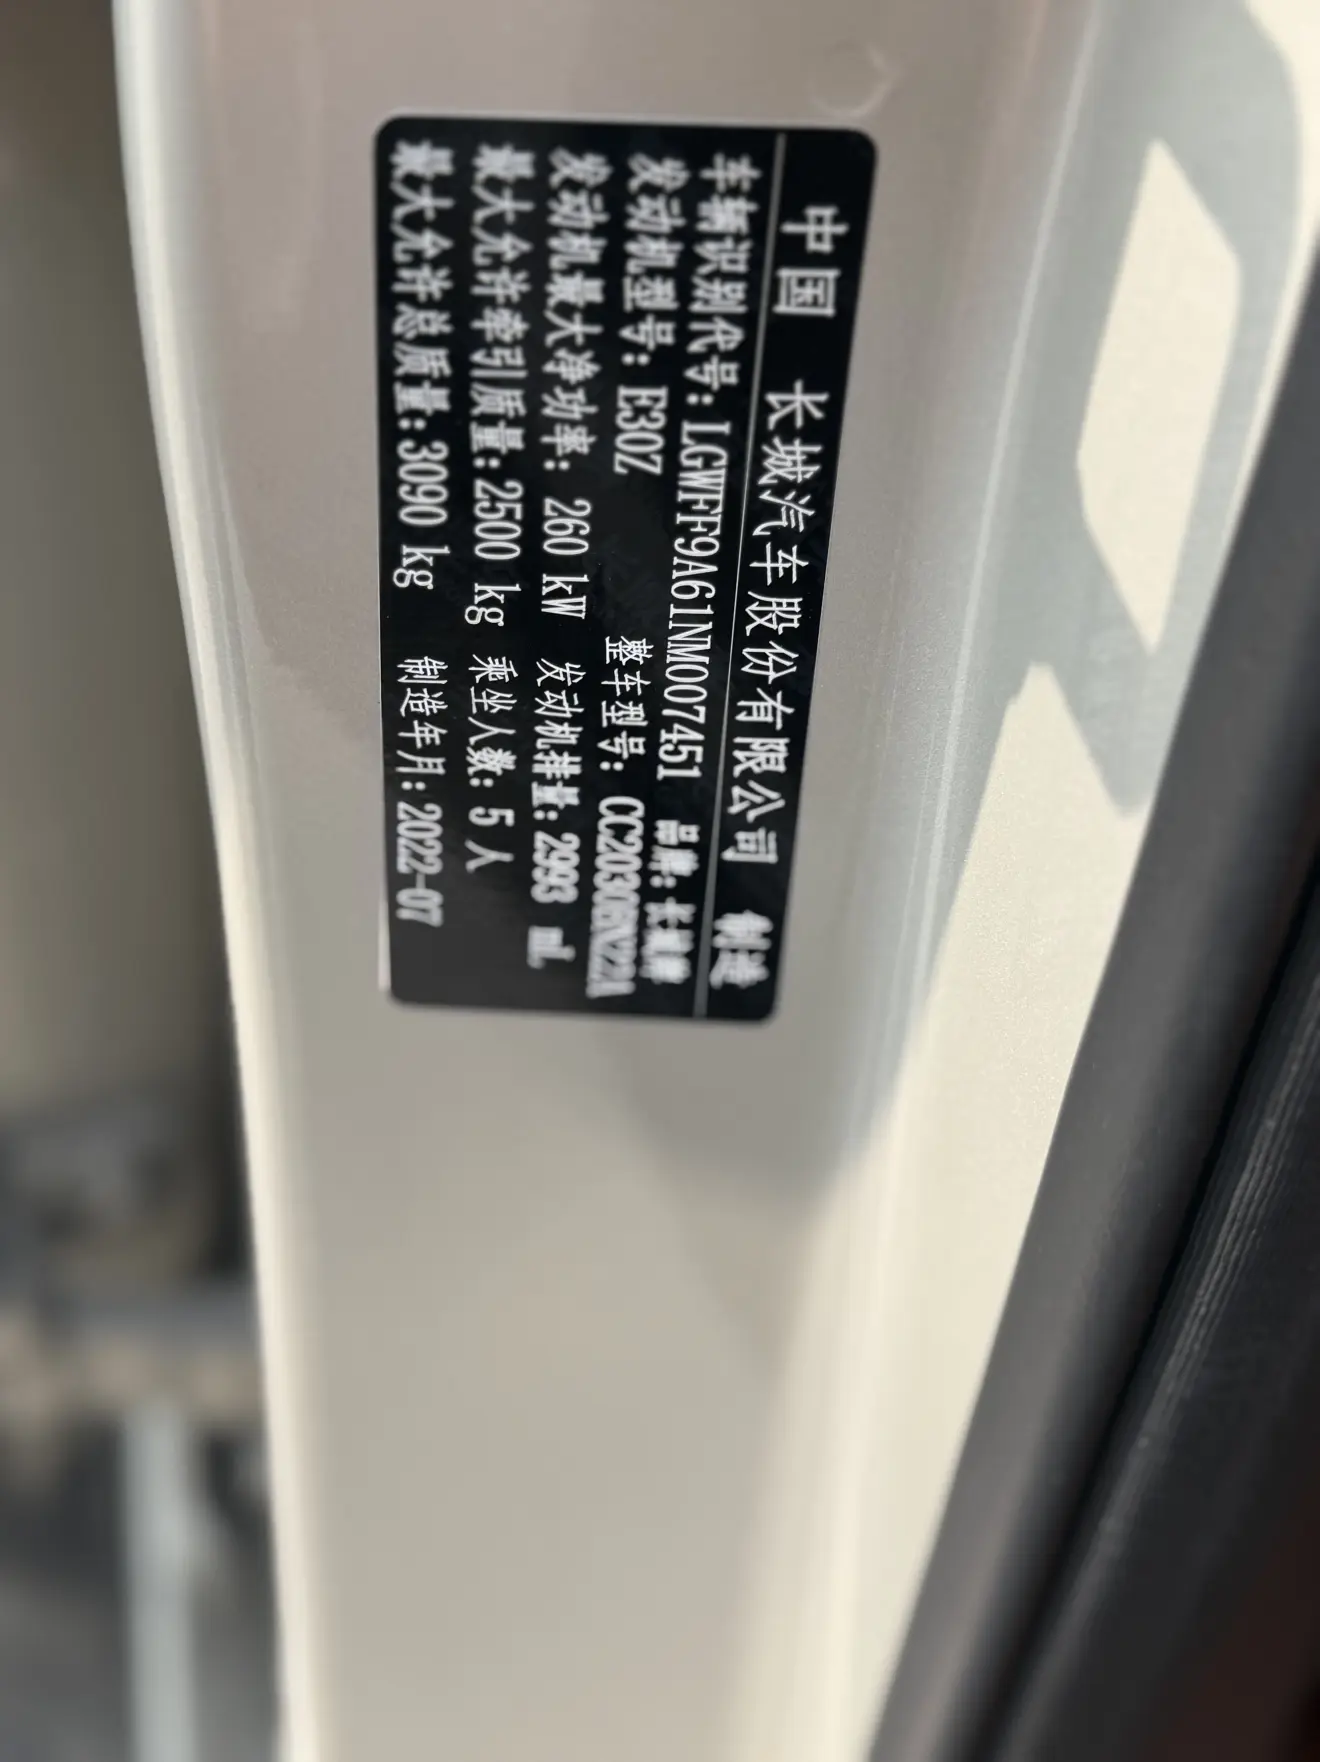 中国 长城汽车股份有限公司 制造
车辆识别代号:LGWFF9A61NM007451 品牌:长城牌
发动机型号:E30Z 整车型号:CC2030BN22A
发动机最大净功率:260 kW 发动机排量:2993 mL
最大允许牵引质量:2500 kg 乘坐人数:5人
最大允许总质量:3090 kg 制造年月:2022-07